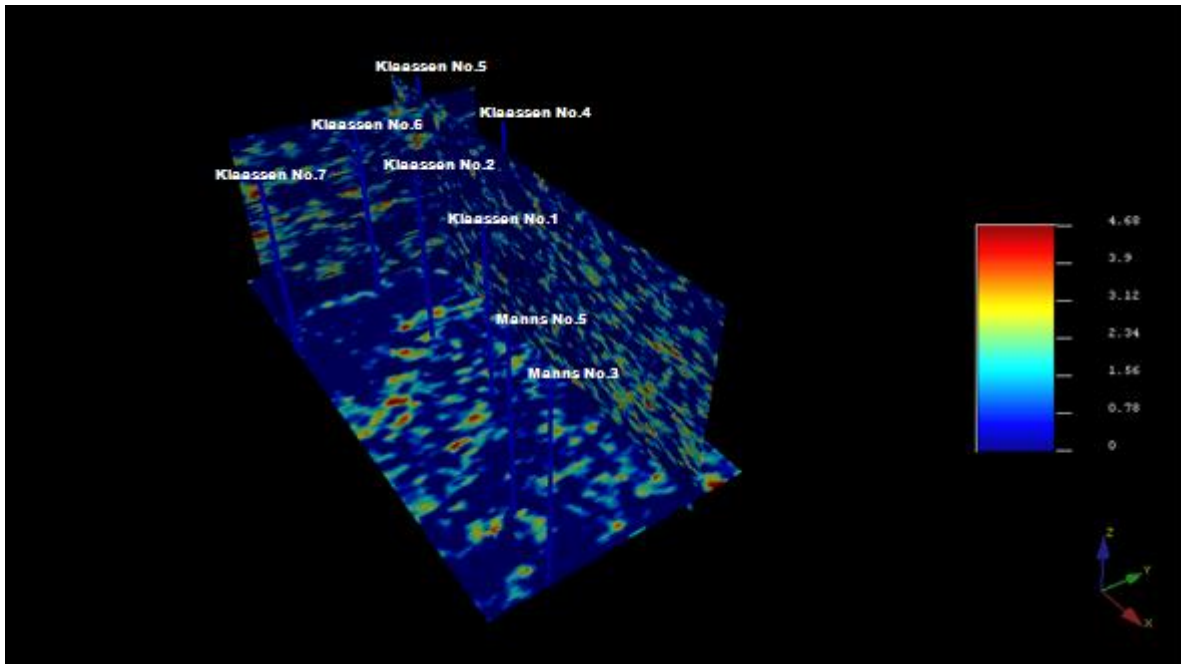 Klaassen No.5
Klaassen No.4
Klaassen No.6
Klaassen No.2
Klaassen No.7
Klaassen No.1
Manns No.5
Manns No.3
4.68
3.9
3.12
2.34
1.56
0.78
0
Z
Y
X